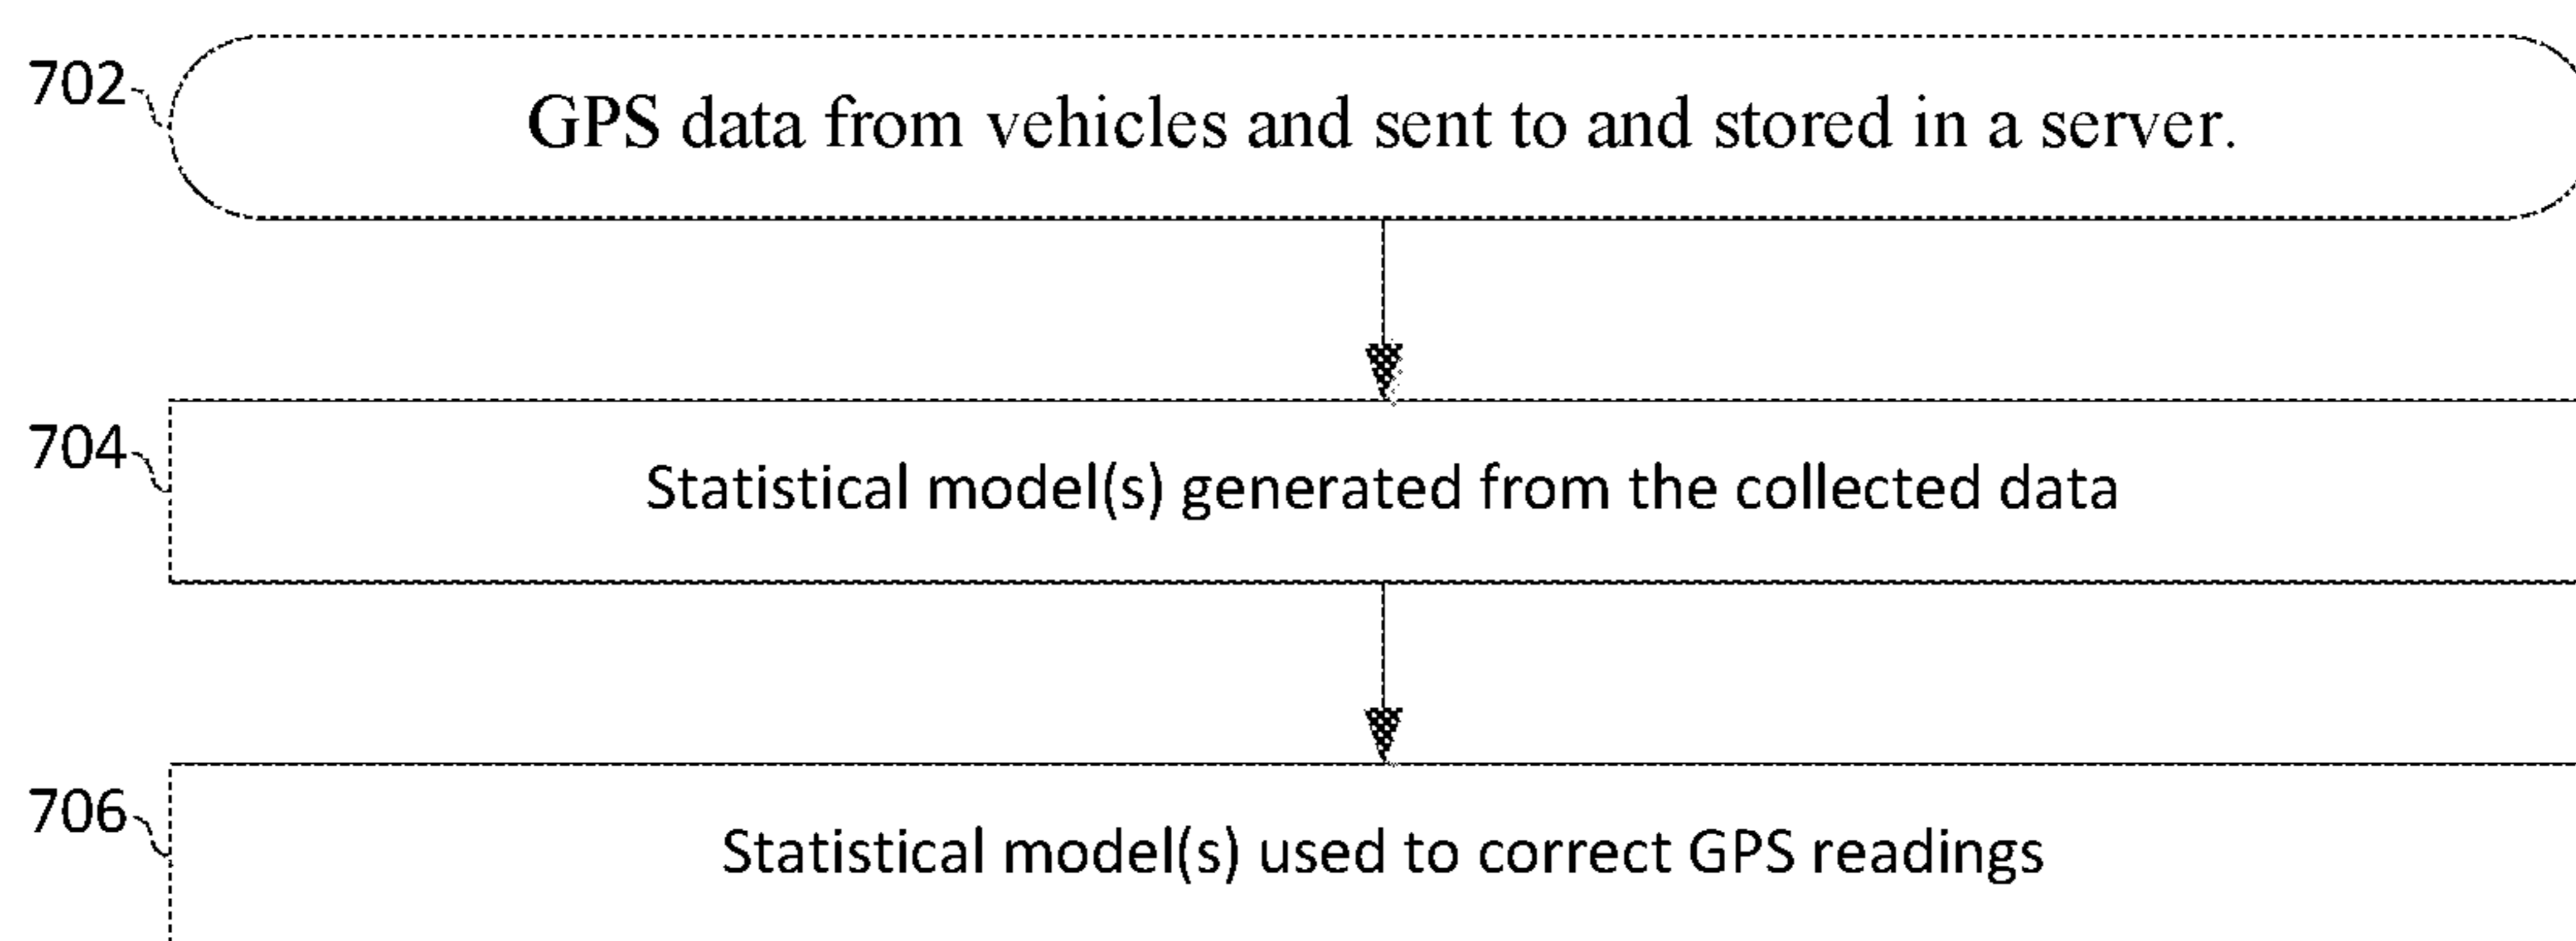 702
GPS data from vehicles and sent to and stored in a server.
704
Statistical model(s) generated from the collected data
706
Statistical model(s) used to correct GPS readings